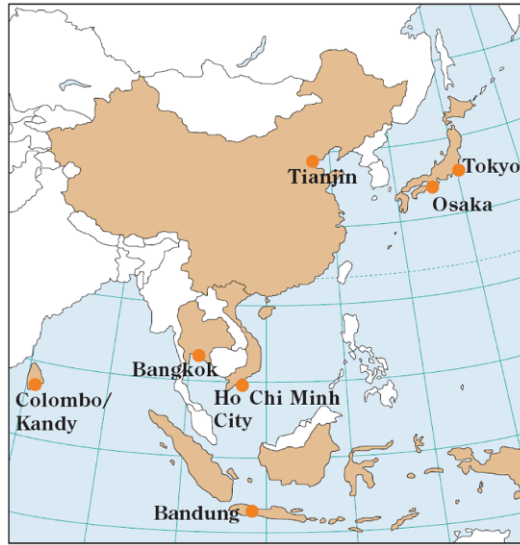 Tianjin
Tokyo
Osaka
Bangkok
Colombo/
Kandy
Ho Chi Minh
City
Bandung